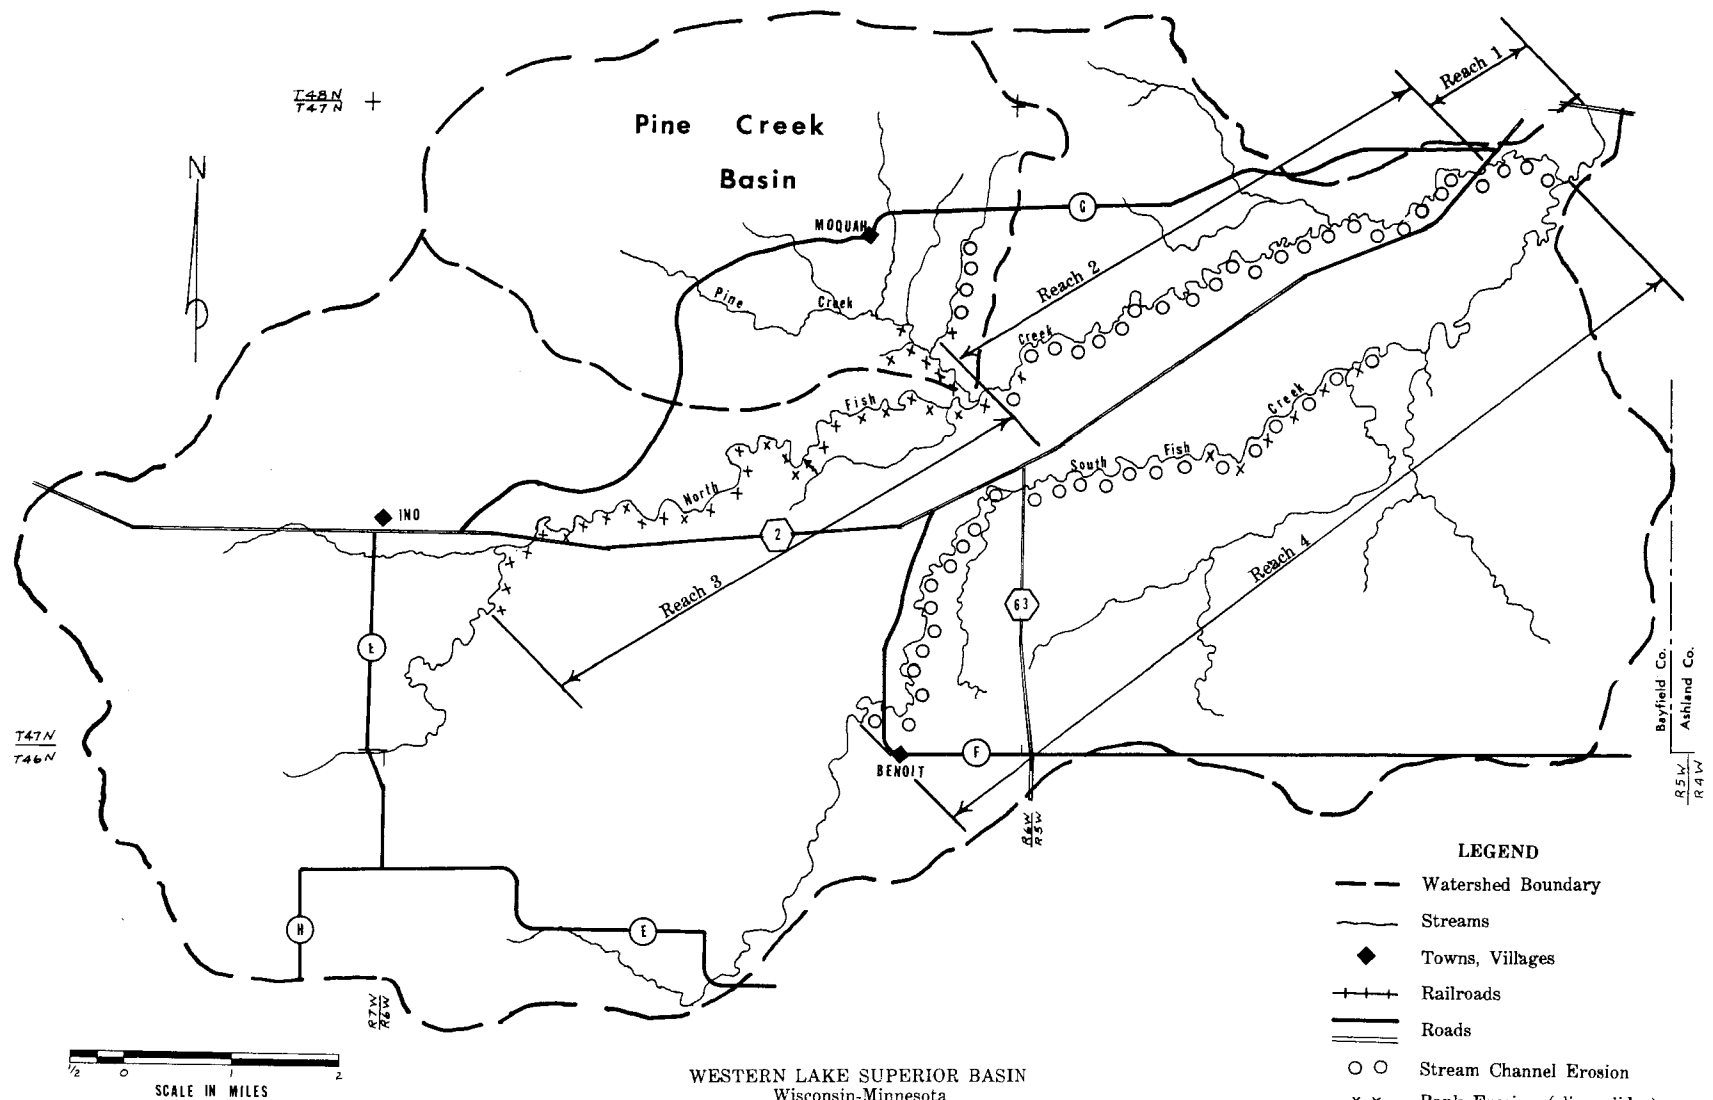 Reach 1
T48N
T47N
Pine Creek
Basin
N
MOQUAH
G
Reach 2
Pine Creek
Creek
Fish
Creek
South Fish
North
INO
2
Reach 4
Reach 3
63
E
Bayfield Co.
Ashland Co.
T47N
T46N
F
BENOIT
R5W
R4W
R6W
R5W
LEGEND
Watershed Boundary
H
E
Streams
Towns, Villages
Railroads
R7W
R6W
Roads
1/2 0 1 2
SCALE IN MILES
WESTERN LAKE SUPERIOR BASIN
Wisconsin-Minnesota
Stream Channel Erosion